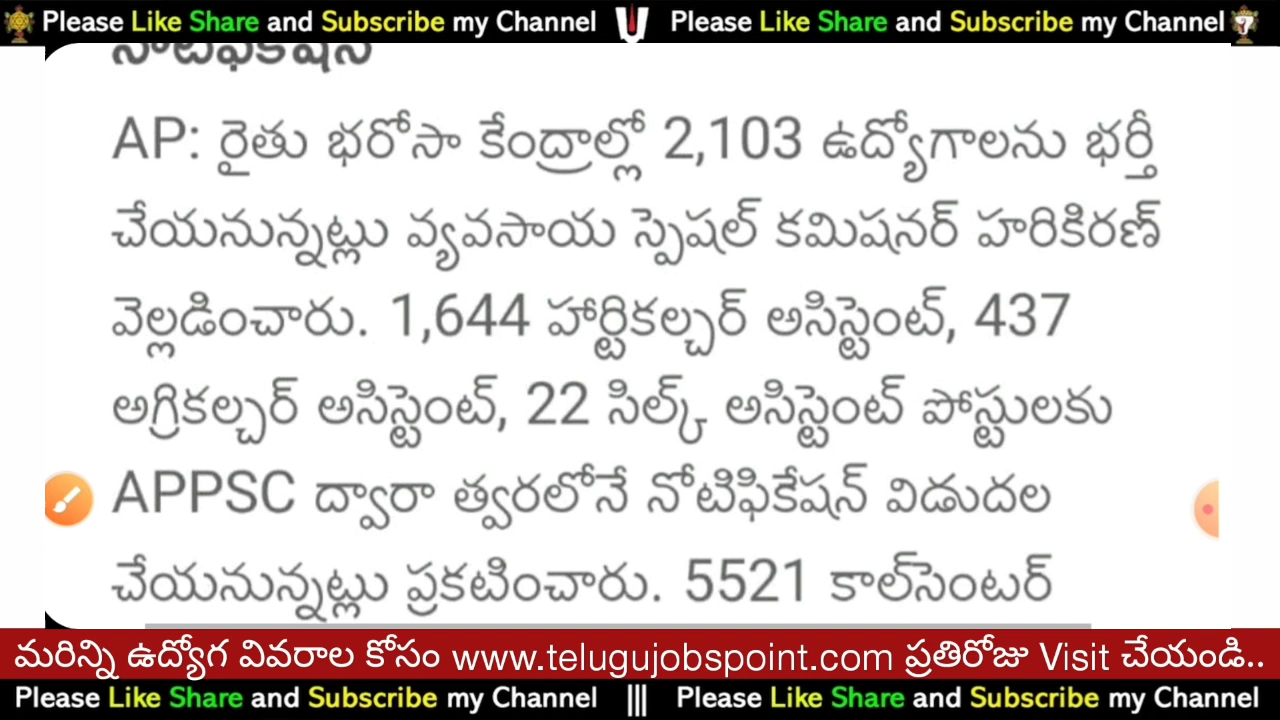 Please Like Share and Subscribe my Channel Please Like Share and Subscribe my Channel
నోటిఫికేషన్
AP: రైతు భరోసా కేంద్రాల్లో 2,103 ఉద్యోగాలను భర్తీ
చేయనున్నట్లు వ్యవసాయ స్పెషల్ కమిషనర్ హరికిరణ్
వెల్లడించారు. 1,644 హార్టికల్చర్ అసిస్టెంట్, 437
అగ్రికల్చర్ అసిస్టెంట్, 22 సిల్క్ అసిస్టెంట్ పోస్టులకు
APPSC ద్వారా త్వరలోనే నోటిఫికేషన్ విడుదల
చేయనున్నట్లు ప్రకటించారు. 5521 కాల్‌సెంటర్
మరిన్ని ఉద్యోగ వివరాల కోసం www.telugujobspoint.com ప్రతిరోజు Visit చేయండి..
Please Like Share and Subscribe my Channel ||| Please Like Share and Subscribe my Channel